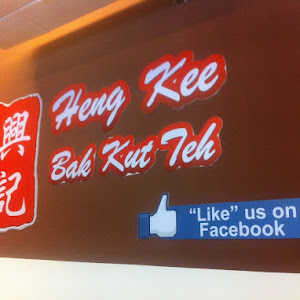 興記
Heng Kee
Bak Kut Teh
"Like" us on
Facebook